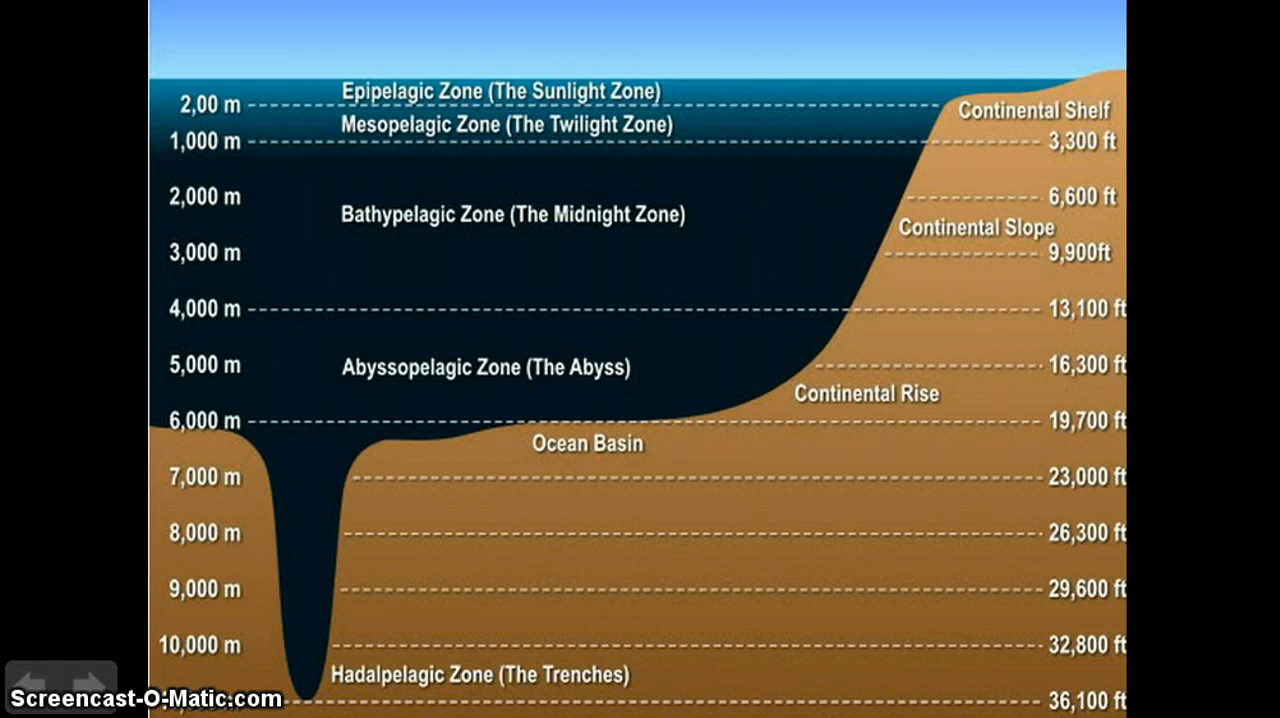 Epipelagic Zone (The Sunlight Zone)
2,00 m
Continental Shelf
Mesopelagic Zone (The Twilight Zone)
1,000 m
3,300 ft
2,000 m
6,600 ft
Bathypelagic Zone (The Midnight Zone)
Continental Slope
3,000 m
9,900ft
4,000 m
13,100 ft
5,000 m
Abyssopelagic Zone (The Abyss)
16,300 ft
Continental Rise
6,000 m
19,700 ft
Ocean Basin
7,000 m
23,000 ft
8,000 m
26,300 ft
9,000 m
29,600 ft
10,000 m
32,800 ft
Hadalpelagic Zone (The Trenches)
Screencast-O-Matic.com
36,100 ft